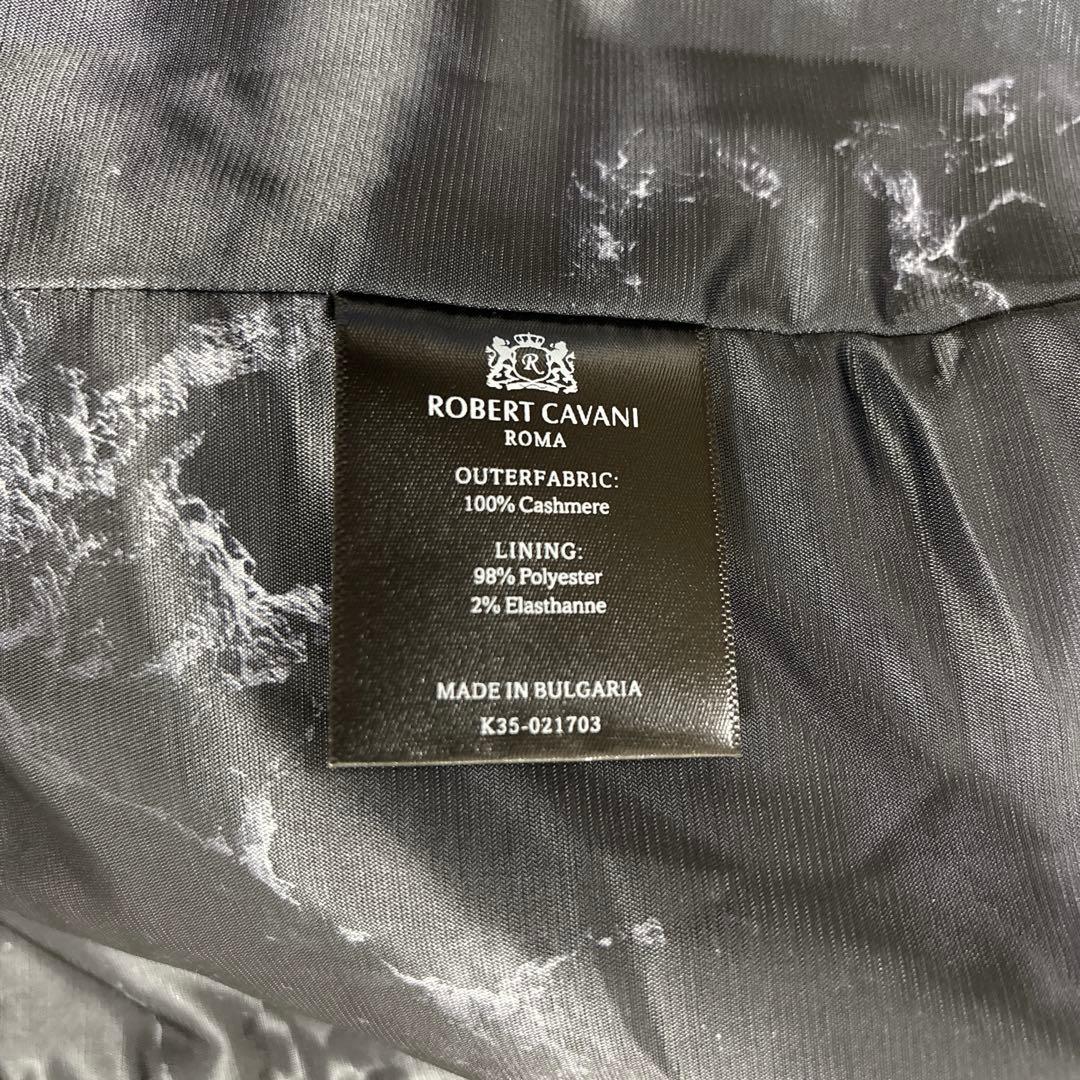 R
ROBERT CAVANI
ROMA
OUTERFABRIC:
100% Cashmere
LINING:
98% Polyester
2% Elasthanne
MADE IN BULGARIA
K35-021703